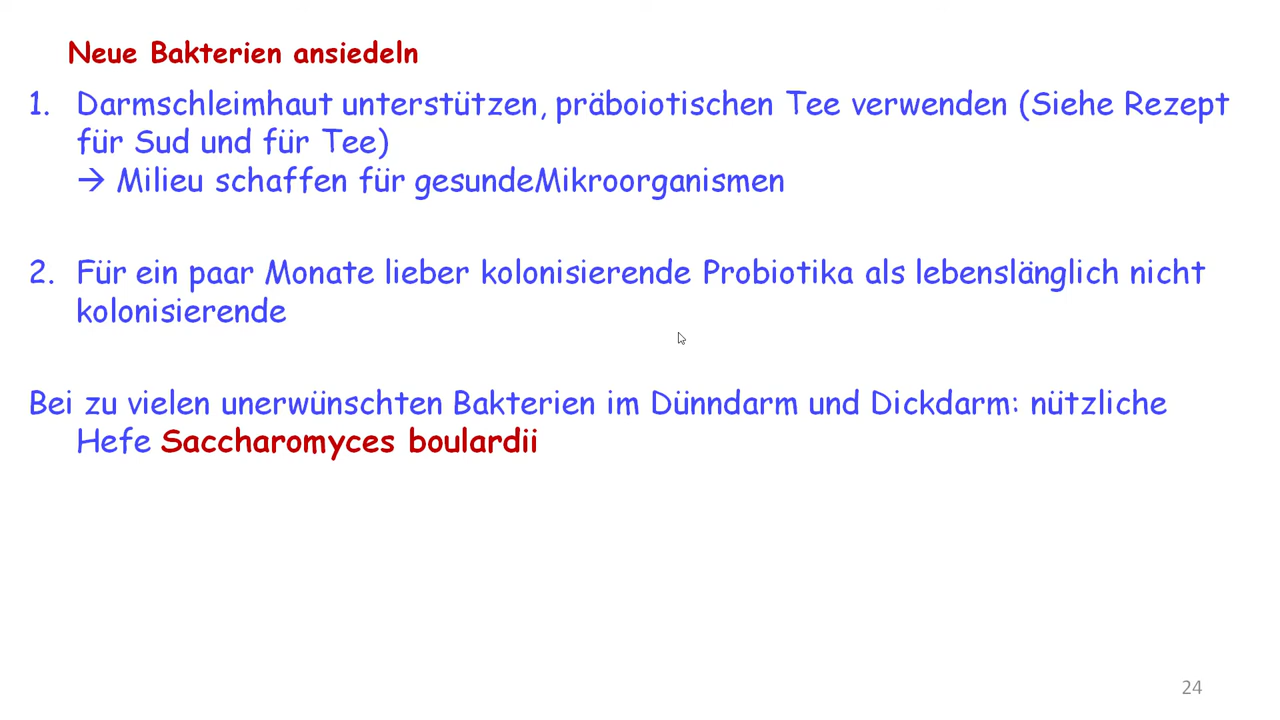 Neue Bakterien ansiedeln
1. Darmschleimhaut unterstützen, präboiotischen Tee verwenden (Siehe Rezept
für Sud und für Tee)
→ Milieu schaffen für gesundeMikroorganismen
2. Für ein paar Monate lieber kolonisierende Probiotika als lebenslänglich nicht
kolonisierende
Bei zu vielen unerwünschten Bakterien im Dünndarm und Dickdarm: nützliche
Hefe Saccharomyces boulardii
24